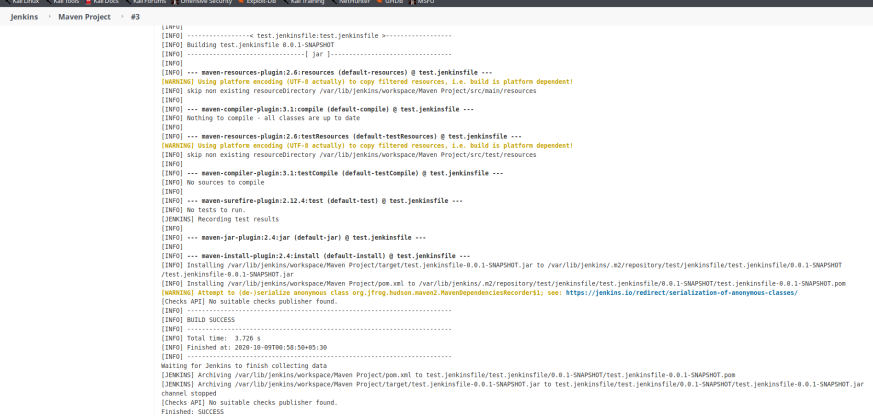 Kali Linux Kali Tools Kali Docs Kali Forums Offensive Security Exploit-DB Kali Training NetHunter GHDB MSFU
Jenkins Maven Project #3
[INFO]
[INFO] -----------------< test.jenkinsfile:test.jenkinsfile >------------------
[INFO] Building test.jenkinsfile 0.0.1-SNAPSHOT
[INFO] --------------------------------[ jar ]---------------------------------
[INFO]
[INFO] --- maven-resources-plugin:2.6:resources (default-resources) @ test.jenkinsfile ---
[WARNING] Using platform encoding (UTF-8 actually) to copy filtered resources, i.e. build is platform dependent!
[INFO] skip non existing resourceDirectory /var/lib/jenkins/workspace/Maven Project/src/main/resources
[INFO]
[INFO] --- maven-compiler-plugin:3.1:compile (default-compile) @ test.jenkinsfile ---
[INFO] Nothing to compile - all classes are up to date
[INFO]
[INFO] --- maven-resources-plugin:2.6:testResources (default-testResources) @ test.jenkinsfile ---
[WARNING] Using platform encoding (UTF-8 actually) to copy filtered resources, i.e. build is platform dependent!
[INFO] skip non existing resourceDirectory /var/lib/jenkins/workspace/Maven Project/src/test/resources
[INFO]
[INFO] --- maven-compiler-plugin:3.1:testCompile (default-testCompile) @ test.jenkinsfile ---
[INFO] No sources to compile
[INFO]
[INFO] --- maven-surefire-plugin:2.12.4:test (default-test) @ test.jenkinsfile ---
[INFO] No tests to run.
[JENKINS] Recording test results
[INFO]
[INFO] --- maven-jar-plugin:2.4:jar (default-jar) @ test.jenkinsfile ---
[INFO]
[INFO] --- maven-install-plugin:2.4:install (default-install) @ test.jenkinsfile ---
[INFO] Installing /var/lib/jenkins/workspace/Maven Project/target/test.jenkinsfile-0.0.1-SNAPSHOT.jar to /var/lib/jenkins/.m2/repository/test/jenkinsfile/test.jenkinsfile/0.0.1-SNAPSHOT
/test.jenkinsfile-0.0.1-SNAPSHOT.jar
[INFO] Installing /var/lib/jenkins/workspace/Maven Project/pom.xml to /var/lib/jenkins/.m2/repository/test/jenkinsfile/test.jenkinsfile/0.0.1-SNAPSHOT/test.jenkinsfile-0.0.1-SNAPSHOT.pom
[WARNING] Attempt to (de-)serialize anonymous class org.jfrog.hudson.maven2.MavenDependenciesRecorder$1; see: https://jenkins.io/redirect/serialization-of-anonymous-classes/
[Checks API] No suitable checks publisher found.
[INFO] ------------------------------------------------------------------------
[INFO] BUILD SUCCESS
[INFO] ------------------------------------------------------------------------
[INFO] Total time: 3.726 s
[INFO] Finished at: 2020-10-09T00:58:50+05:30
[INFO] ------------------------------------------------------------------------
Waiting for Jenkins to finish collecting data
[JENKINS] Archiving /var/lib/jenkins/workspace/Maven Project/pom.xml to test.jenkinsfile/test.jenkinsfile/0.0.1-SNAPSHOT/test.jenkinsfile-0.0.1-SNAPSHOT.pom
[JENKINS] Archiving /var/lib/jenkins/workspace/Maven Project/target/test.jenkinsfile-0.0.1-SNAPSHOT.jar to test.jenkinsfile/test.jenkinsfile/0.0.1-SNAPSHOT/test.jenkinsfile-0.0.1-SNAPSHOT.jar
channel stopped
[Checks API] No suitable checks publisher found.
Finished: SUCCESS